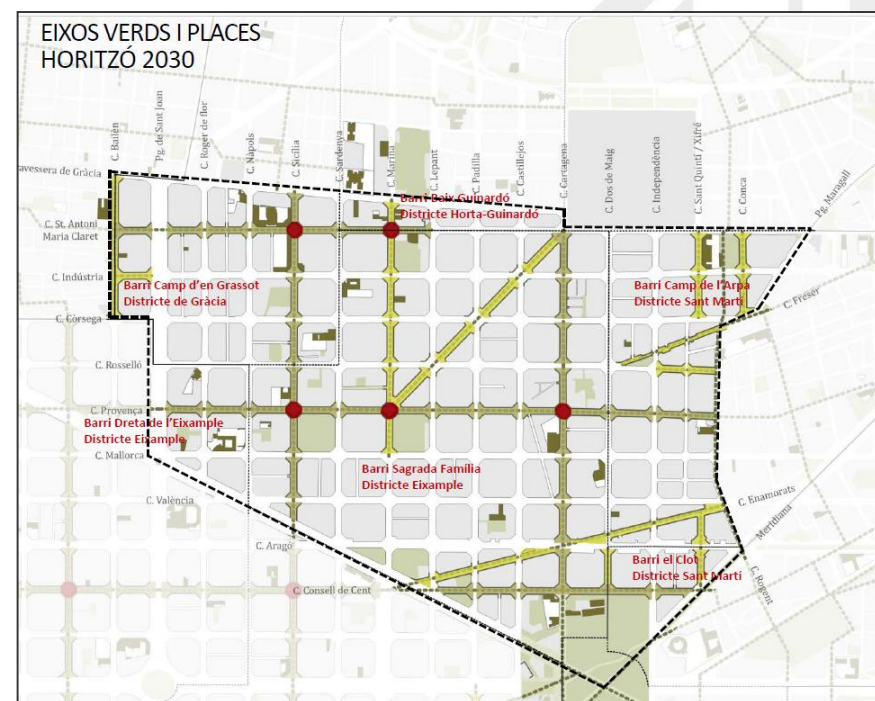 EIXOS VERDS I PLACES
HORITZÓ 2030
C. Bailèn
Pg. de Sant Joan
C. Roger de flor
C. Nàpols
C. Sicília
C. Sardenya
C. Marina
C. Lepant
C. Padilla
C. Castillejos
C. Cartagena
C. Dos de Maig
C. Independència
C. Sant Quintí / Xifré
C. Conca
Pg. Maragall
avessera de Gràcia
Barri Baix Guinardó
Districte Horta-Guinardó
C. St. Antoni
Maria Claret
C. Indústria
Barri Camp d'en Grassot
Districte de Gràcia
Barri Camp de l'Arpa
Districte Sant Martí
C. Freser
C. Còrsega
C. Rosselló
C. Provença
Barri Dreta de l'Eixample
Districte Eixample
C. Mallorca
Barri Sagrada Família
Districte Eixample
C. València
C. Enamorats
Meridiana
C. Aragó
Barri el Clot
Districte Sant Martí
C. Rogent
C. Consell de Cent